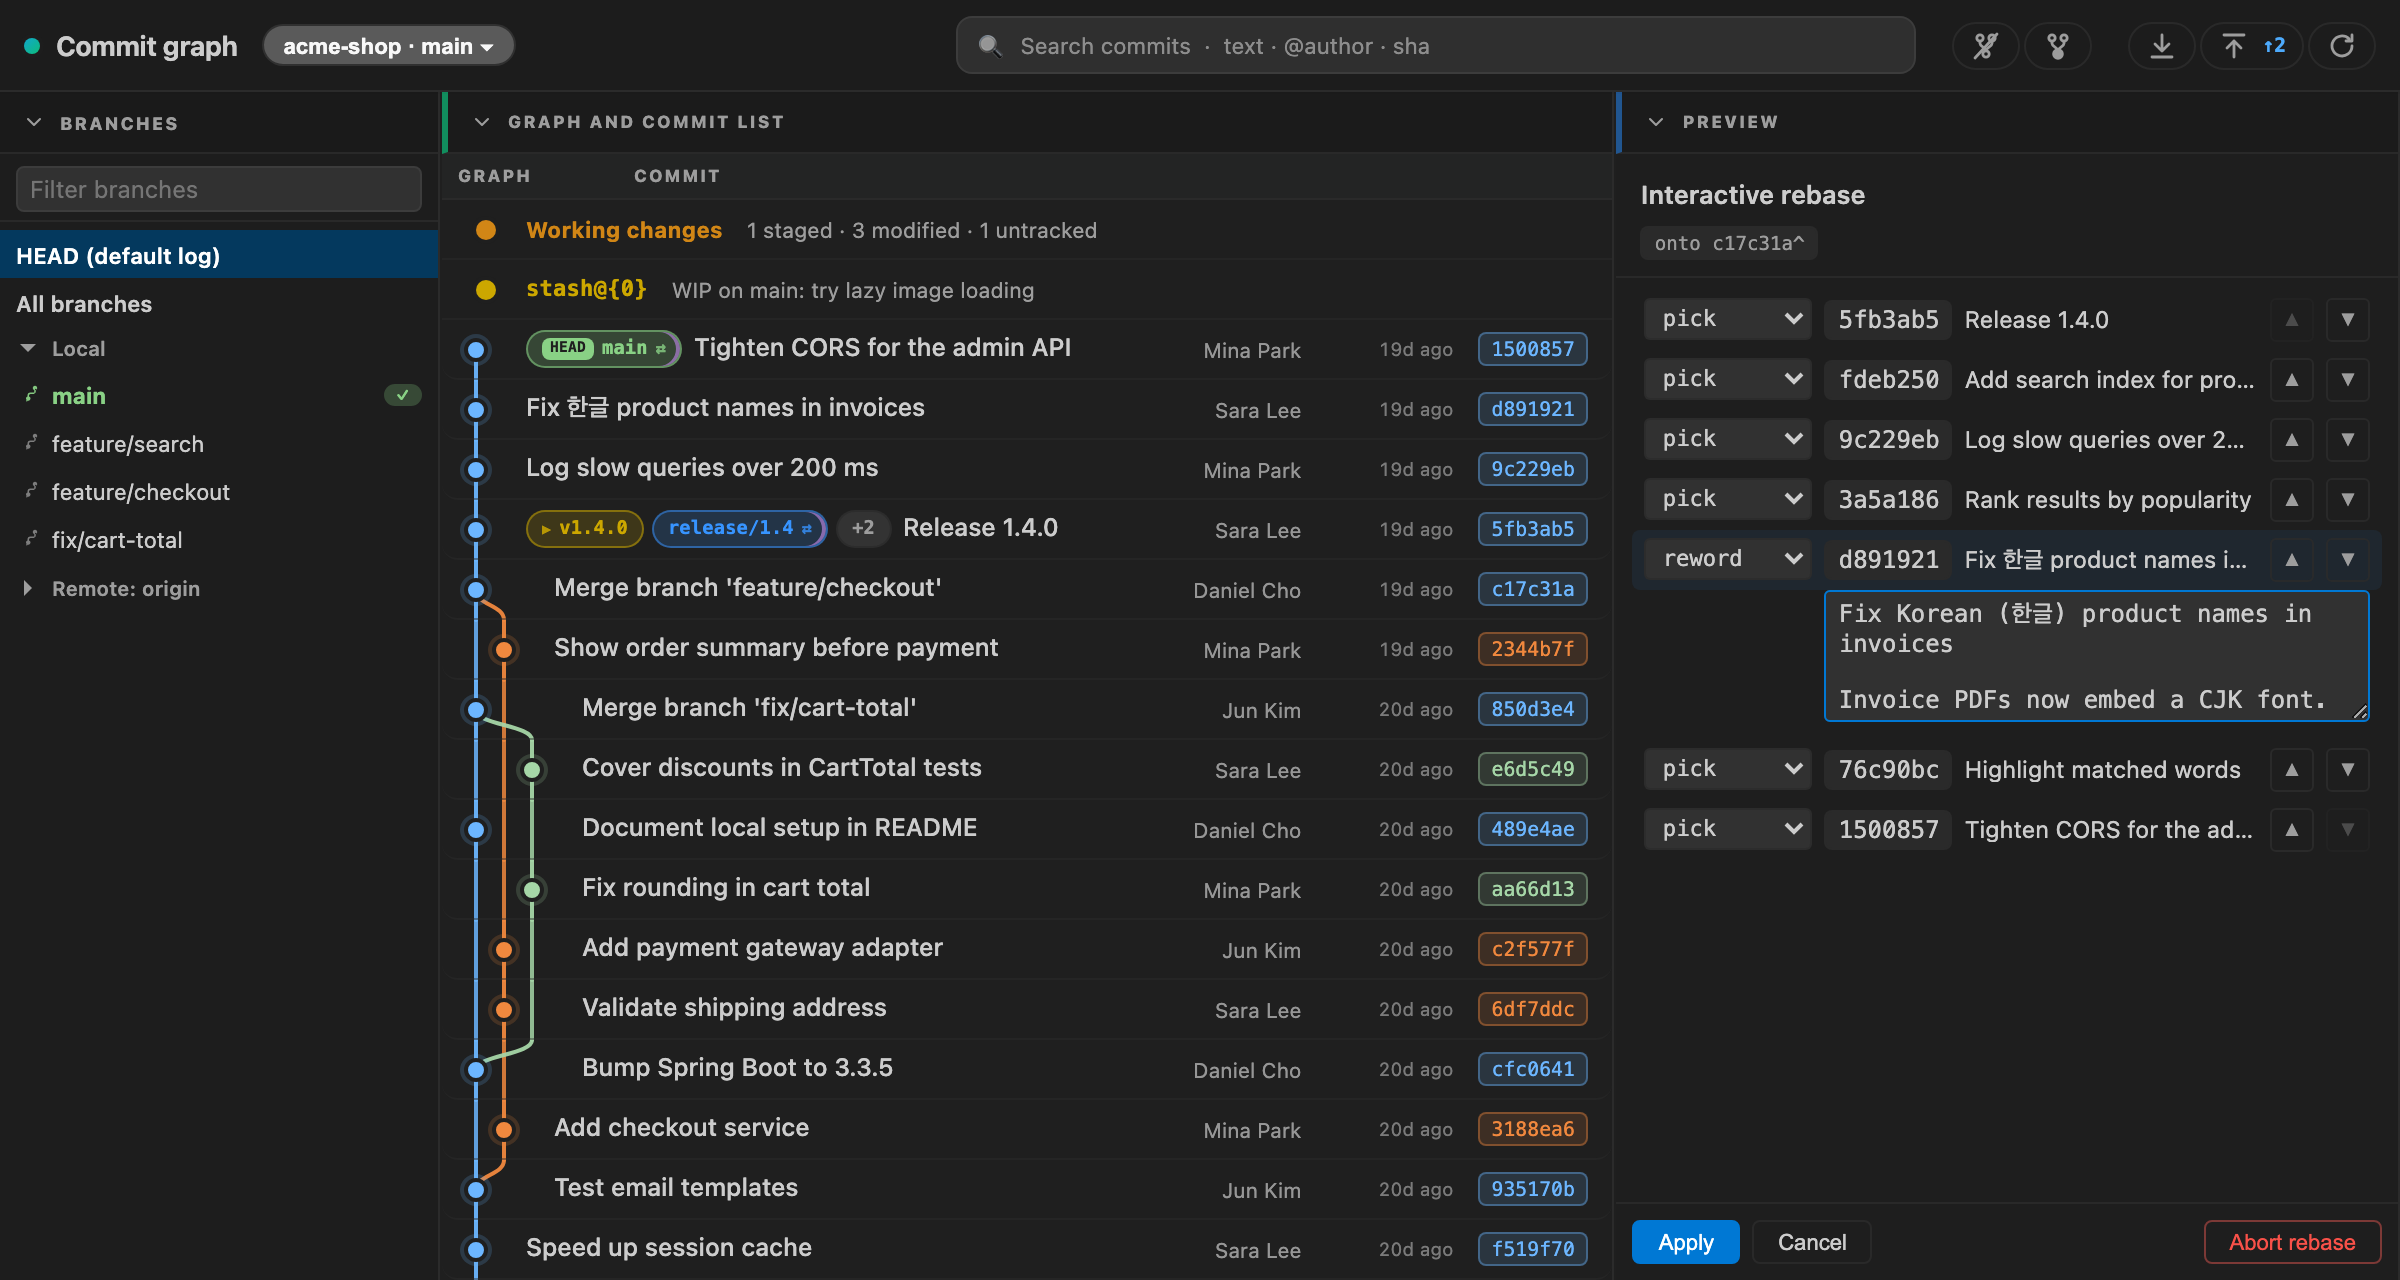 Commit graph
acme-shop · main
Search commits · text · @author · sha
↑2
BRANCHES
Filter branches
HEAD (default log)
All branches
Local
main
feature/search
feature/checkout
fix/cart-total
Remote: origin
GRAPH AND COMMIT LIST
GRAPH COMMIT
Working changes 1 staged · 3 modified · 1 untracked
stash@{0} WIP on main: try lazy image loading
HEAD main ⇄ Tighten CORS for the admin API Mina Park 19d ago 1500857
Fix 한글 product names in invoices Sara Lee 19d ago d891921
Log slow queries over 200 ms Mina Park 19d ago 9c229eb
v1.4.0 release/1.4 ⇄ +2 Release 1.4.0 Sara Lee 19d ago 5fb3ab5
Merge branch 'feature/checkout' Daniel Cho 19d ago c17c31a
Show order summary before payment Mina Park 19d ago 2344b7f
Merge branch 'fix/cart-total' Jun Kim 20d ago 850d3e4
Cover discounts in CartTotal tests Sara Lee 20d ago e6d5c49
Document local setup in README Daniel Cho 20d ago 489e4ae
Fix rounding in cart total Mina Park 20d ago aa66d13
Add payment gateway adapter Jun Kim 20d ago c2f577f
Validate shipping address Sara Lee 20d ago 6df7ddc
Bump Spring Boot to 3.3.5 Daniel Cho 20d ago cfc0641
Add checkout service Mina Park 20d ago 3188ea6
Test email templates Jun Kim 20d ago 935170b
Speed up session cache Sara Lee 20d ago f519f70
PREVIEW
Interactive rebase
onto c17c31a^
pick 5fb3ab5 Release 1.4.0
pick fdeb250 Add search index for pro...
pick 9c229eb Log slow queries over 2...
pick 3a5a186 Rank results by popularity
reword d891921 Fix 한글 product names i...
Fix Korean (한글) product names in
invoices
Invoice PDFs now embed a CJK font.
pick 76c90bc Highlight matched words
pick 1500857 Tighten CORS for the ad...
Apply Cancel Abort rebase